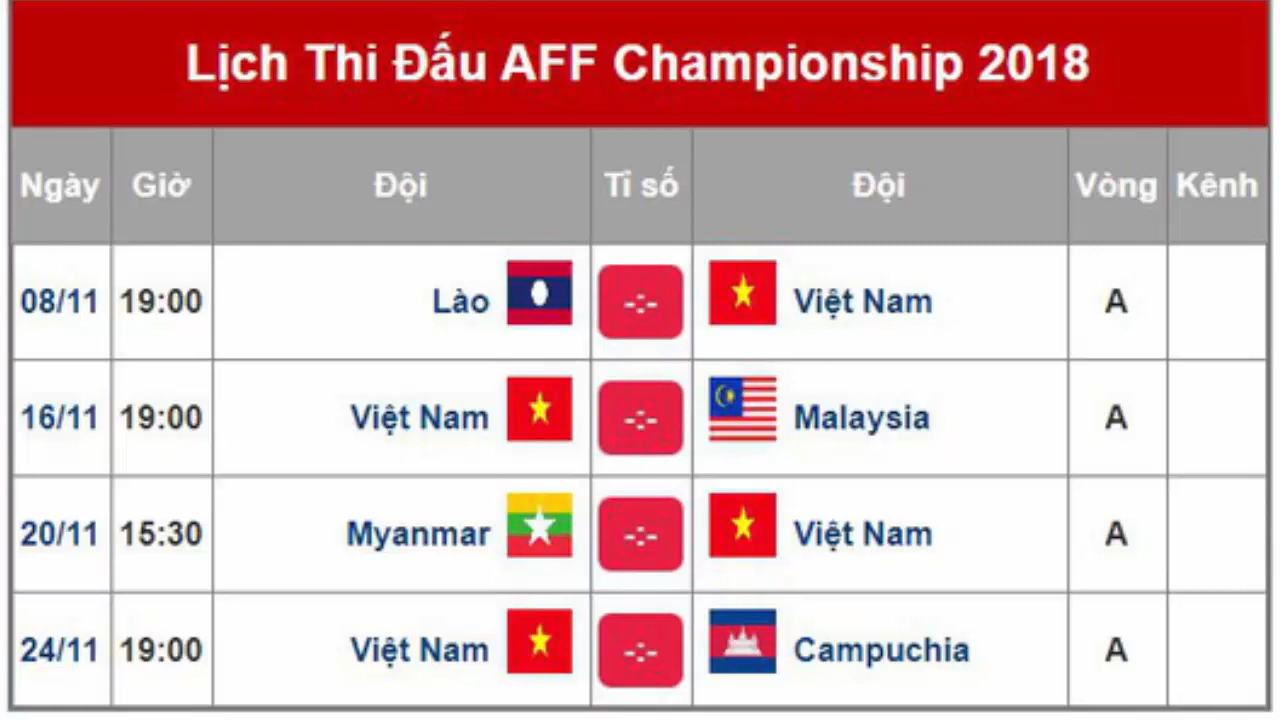 Lịch Thi Đấu AFF Championship 2018
Ngày Giờ Đội Tỉ số Đội Vòng Kênh
08/11 19:00 Lào -:- Việt Nam A
16/11 19:00 Việt Nam -:- Malaysia A
20/11 15:30 Myanmar -:- Việt Nam A
24/11 19:00 Việt Nam -:- Campuchia A